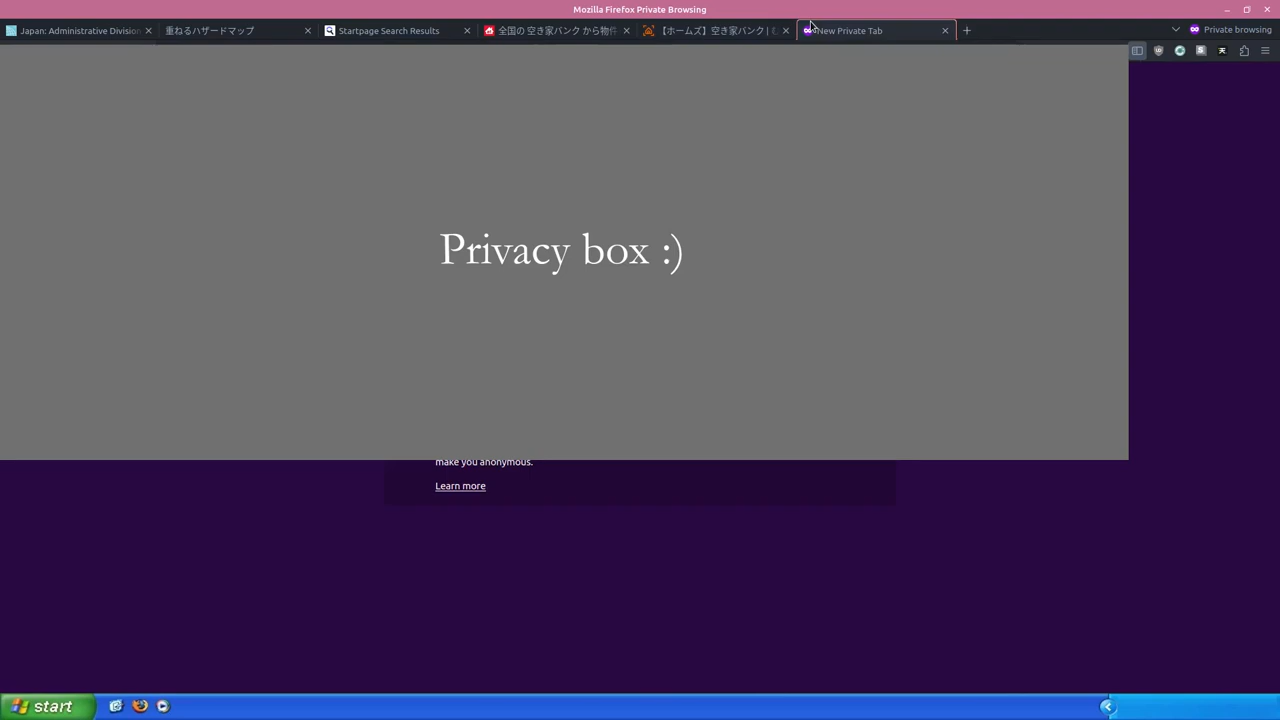 Mozilla Firefox Private Browsing
Japan: Administrative Division
重ねるハザードマップ
Startpage Search Results
全国の 空き家バンク から物件
【ホームズ】空き家バンク | む
New Private Tab
Private browsing
Privacy box :)
make you anonymous.
Learn more
start